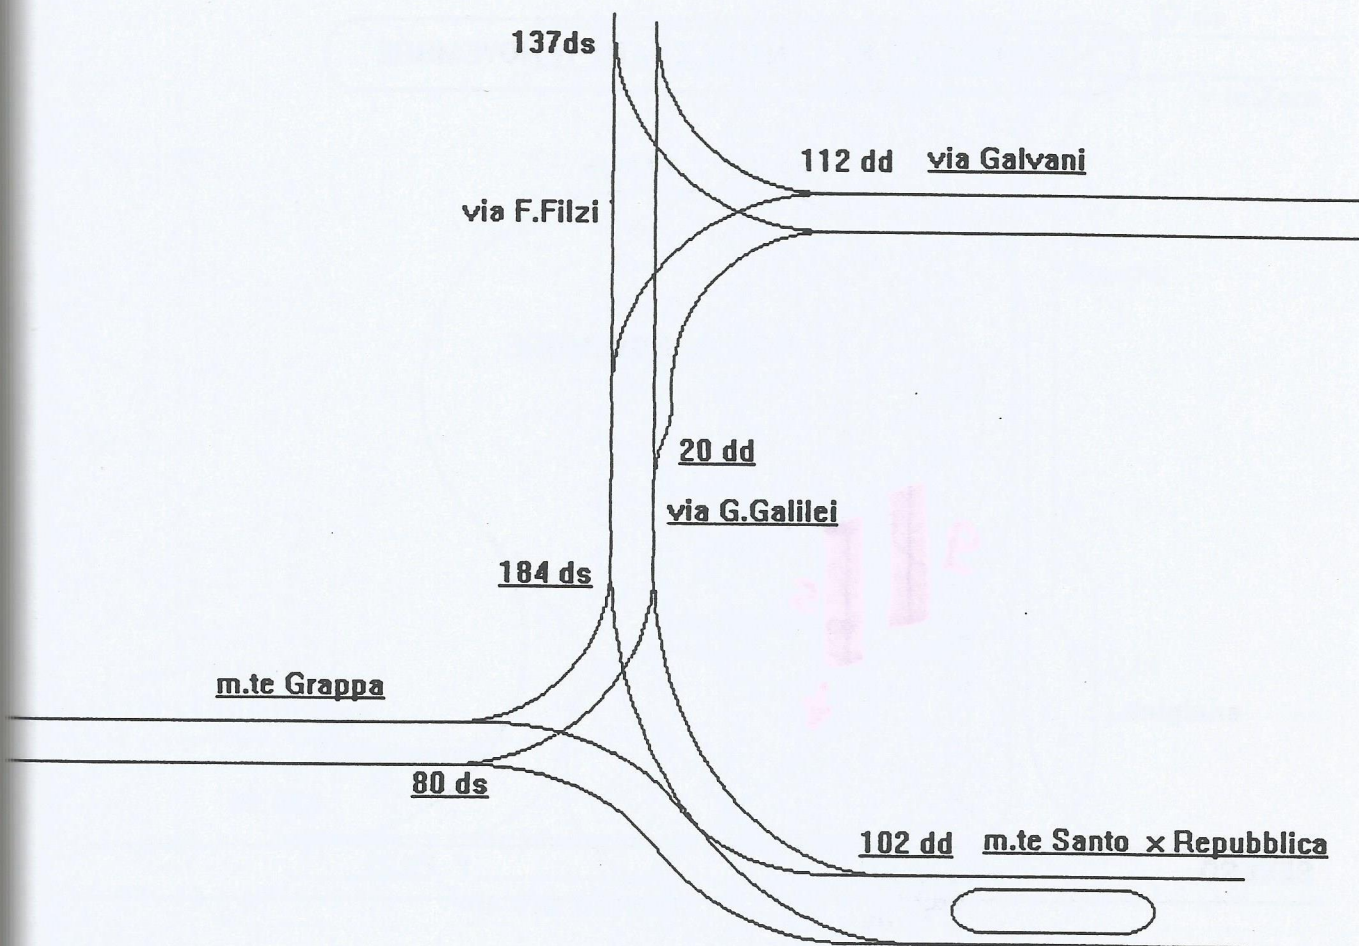 137ds
112 dd via Galvani
via F.Filzi
20 dd
via G.Galilei
184 ds
m.te Grappa
80 ds
102 dd m.te Santo x Repubblica